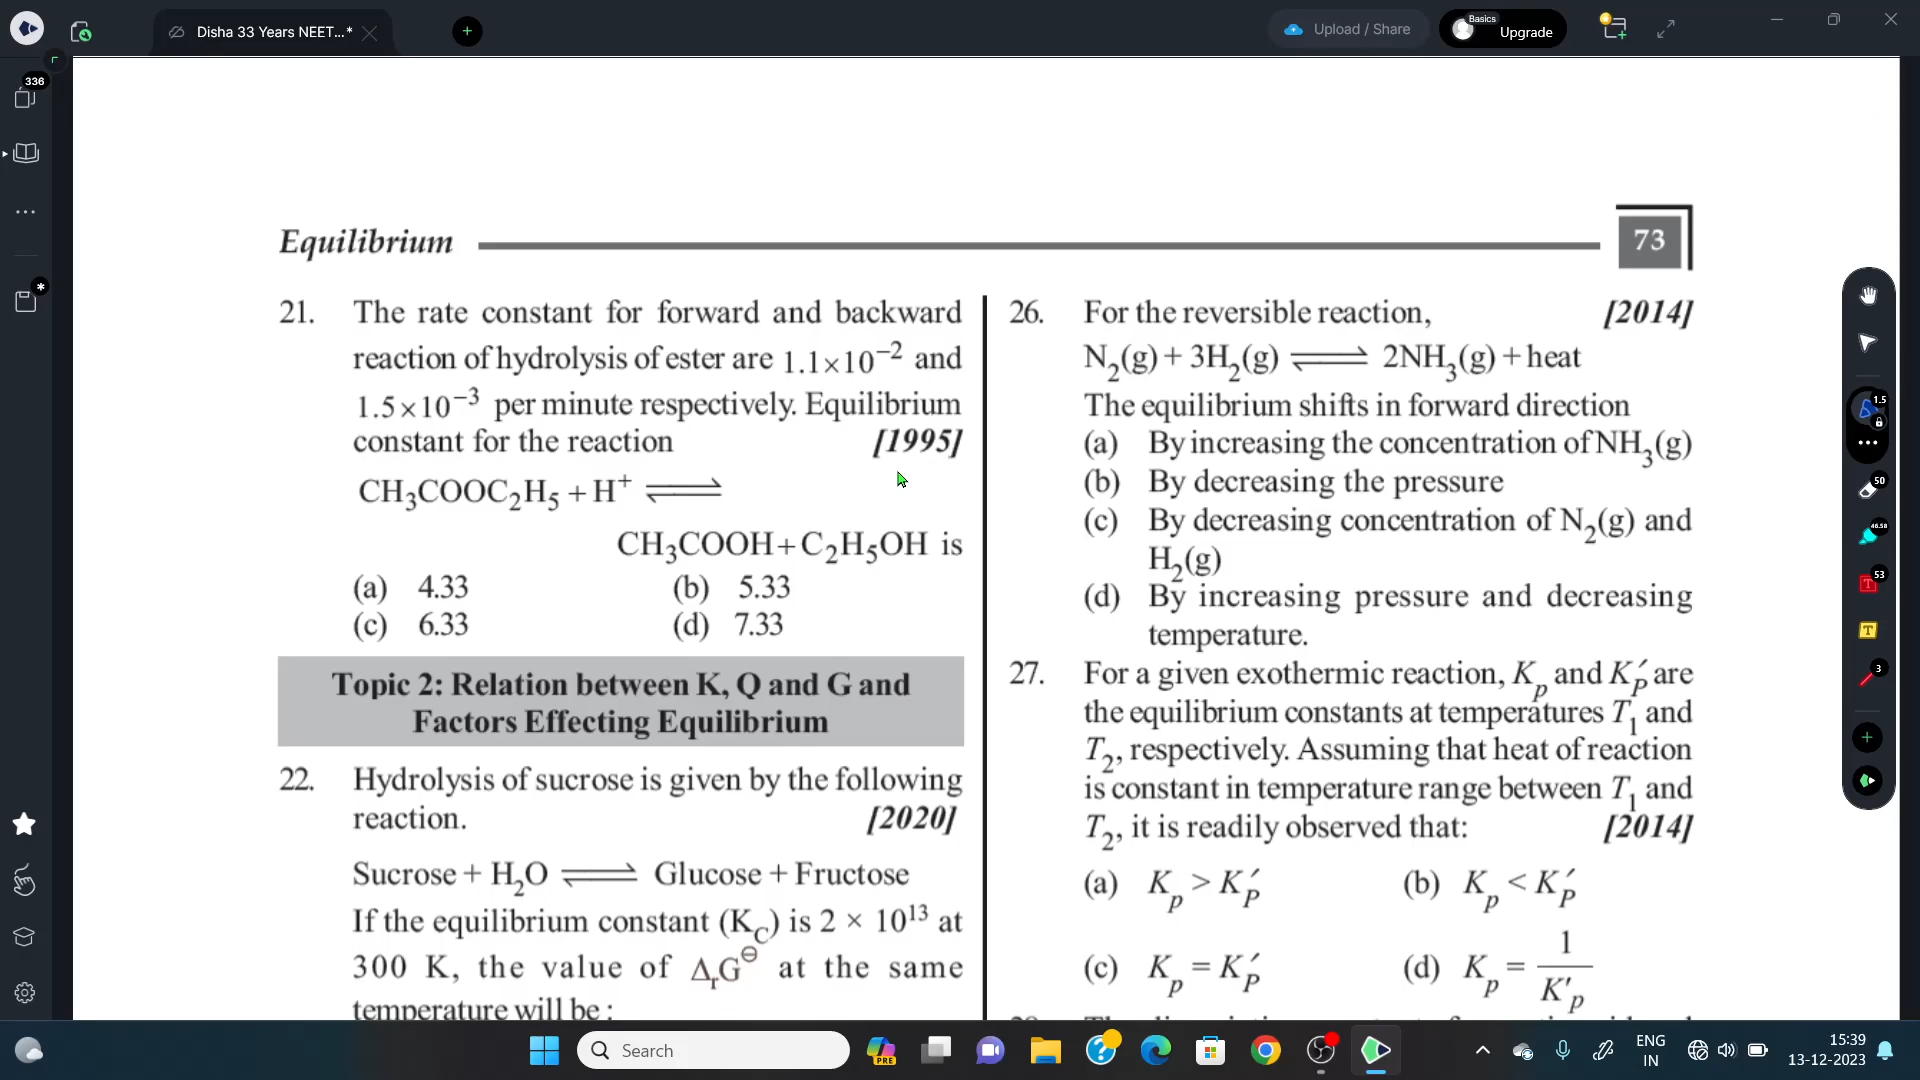 Disha 33 Years NEET...*
Upload / Share
Basics
Upgrade
336
Equilibrium
73
21. The rate constant for forward and backward
reaction of hydrolysis of ester are 1.1×10⁻² and
1.5×10⁻³ per minute respectively. Equilibrium
constant for the reaction [1995]
CH₃COOC₂H₅ + H⁺ ⇌
CH₃COOH+C₂H₅OH is
(a) 4.33 (b) 5.33
(c) 6.33 (d) 7.33
Topic 2: Relation between K, Q and G and
Factors Effecting Equilibrium
22. Hydrolysis of sucrose is given by the following
reaction. [2020]
Sucrose + H₂O ⇌ Glucose + Fructose
If the equilibrium constant (K_C) is 2 × 10¹³ at
300 K, the value of ΔᵣG⊖ at the same
temperature will be :
26. For the reversible reaction, [2014]
N₂(g) + 3H₂(g) ⇌ 2NH₃(g) + heat
The equilibrium shifts in forward direction
(a) By increasing the concentration of NH₃(g)
(b) By decreasing the pressure
(c) By decreasing concentration of N₂(g) and
H₂(g)
(d) By increasing pressure and decreasing
temperature.
27. For a given exothermic reaction, Kₚ and K′_P are
the equilibrium constants at temperatures T₁ and
T₂, respectively. Assuming that heat of reaction
is constant in temperature range between T₁ and
T₂, it is readily observed that: [2014]
(a) Kₚ > K′_P (b) Kₚ < K′_P
(c) Kₚ = K′_P (d) Kₚ = 1/K′ₚ
1.5
50
46.58
53
T
T
3
Search
PRE
ENG
IN
15:39
13-12-2023